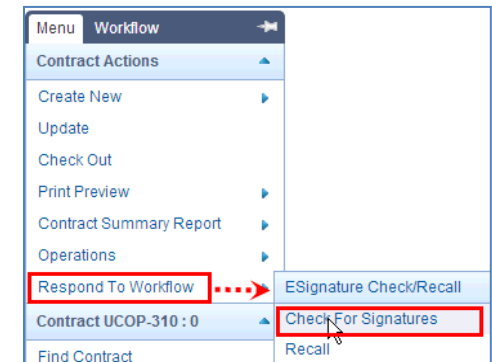 Menu Workflow
Contract Actions
Create New
Update
Check Out
Print Preview
Contract Summary Report
Operations
Respond To Workflow ESignature Check/Recall
Contract UCOP-310 : 0 Check For Signatures
Find Contract Recall